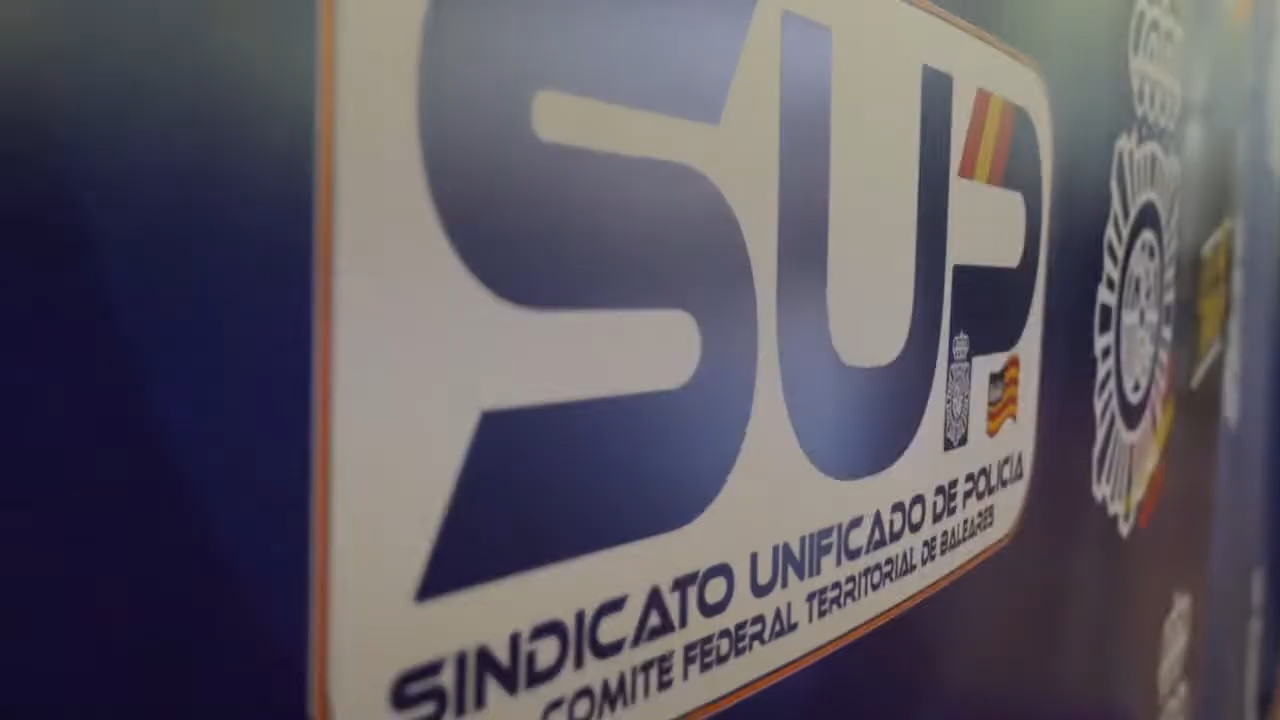 SUP
SINDICATO UNIFICADO DE POLICIA
COMITE FEDERAL TERRITORIAL DE BALEARES